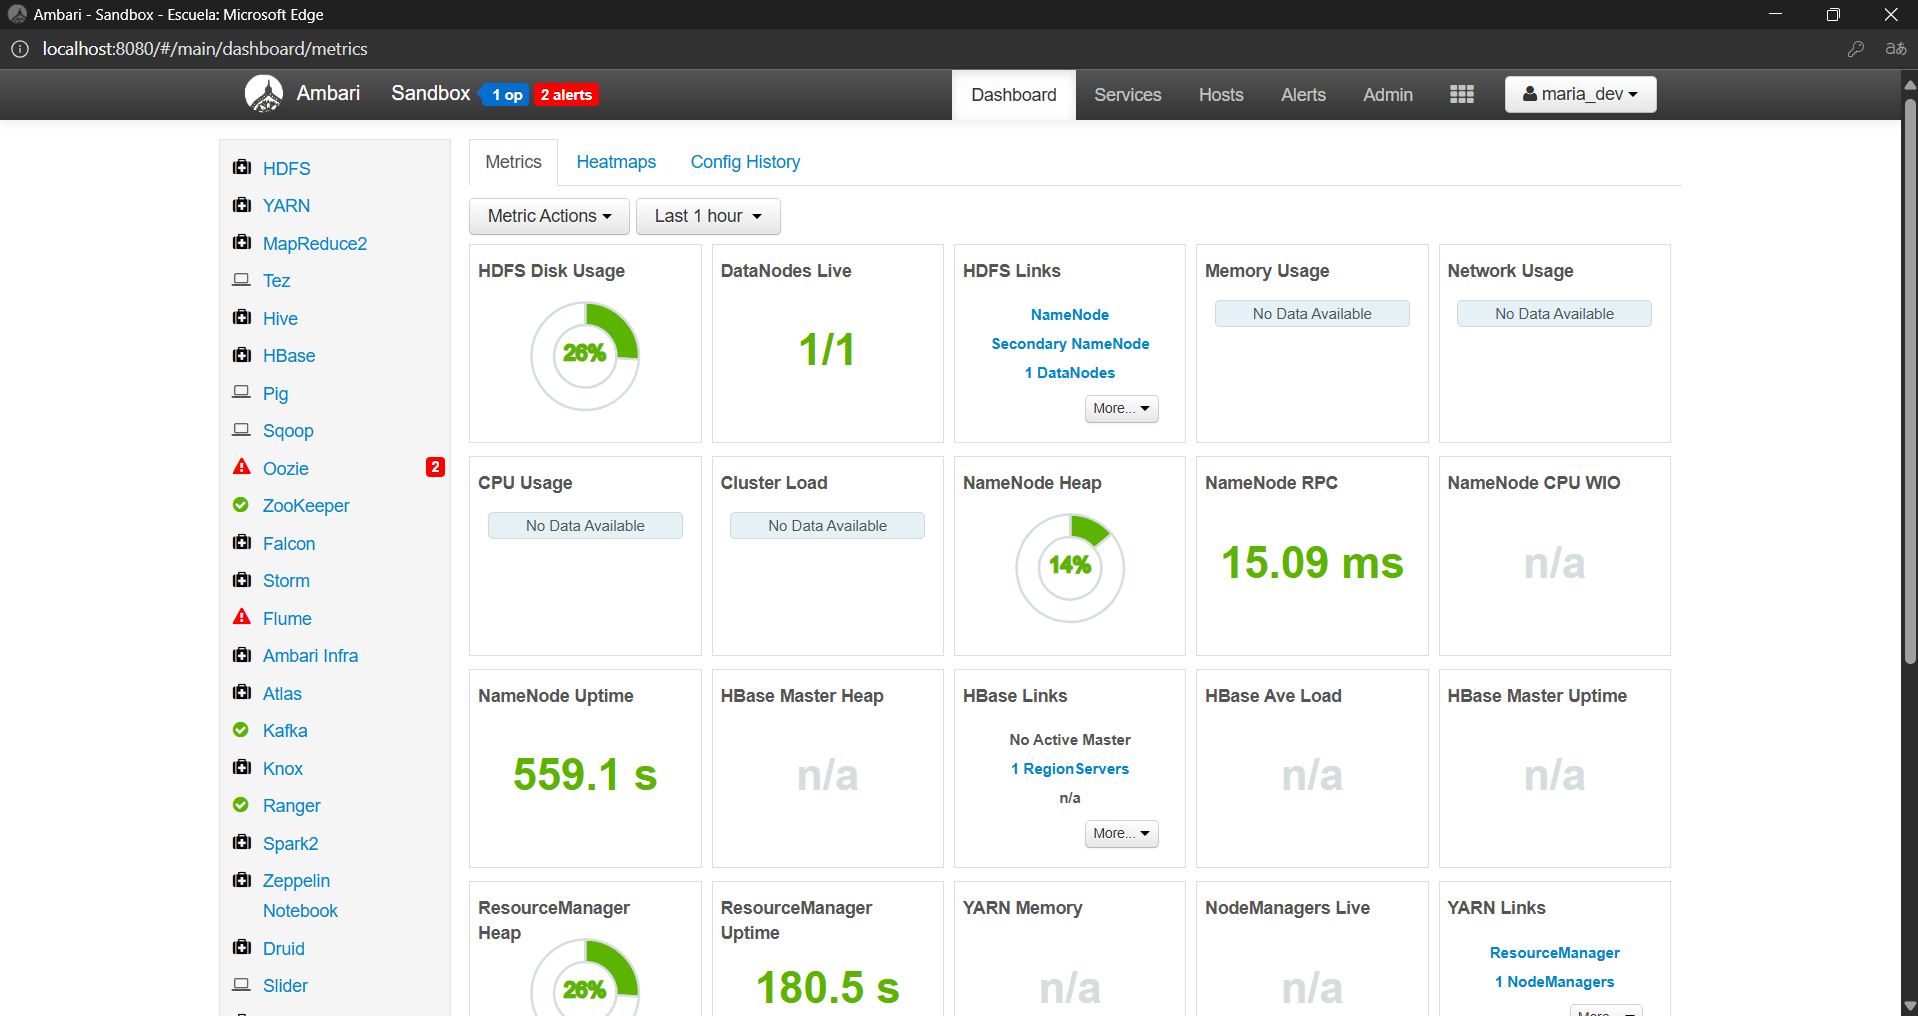 Ambari - Sandbox - Escuela: Microsoft Edge
localhost:8080/#/main/dashboard/metrics
aあ
Ambari Sandbox 1 op 2 alerts Dashboard Services Hosts Alerts Admin maria_dev
HDFS
YARN
MapReduce2
Tez
Hive
HBase
Pig
Sqoop
Oozie 2
ZooKeeper
Falcon
Storm
Flume
Ambari Infra
Atlas
Kafka
Knox
Ranger
Spark2
Zeppelin
Notebook
Druid
Slider
Metrics Heatmaps Config History
Metric Actions Last 1 hour
HDFS Disk Usage
26%
DataNodes Live
1/1
HDFS Links
NameNode
Secondary NameNode
1 DataNodes
More...
Memory Usage
No Data Available
Network Usage
No Data Available
CPU Usage
No Data Available
Cluster Load
No Data Available
NameNode Heap
14%
NameNode RPC
15.09 ms
NameNode CPU WIO
n/a
NameNode Uptime
559.1 s
HBase Master Heap
n/a
HBase Links
No Active Master
1 RegionServers
n/a
More...
HBase Ave Load
n/a
HBase Master Uptime
n/a
ResourceManager
Heap
26%
ResourceManager
Uptime
180.5 s
YARN Memory
n/a
NodeManagers Live
n/a
YARN Links
ResourceManager
1 NodeManagers
More...